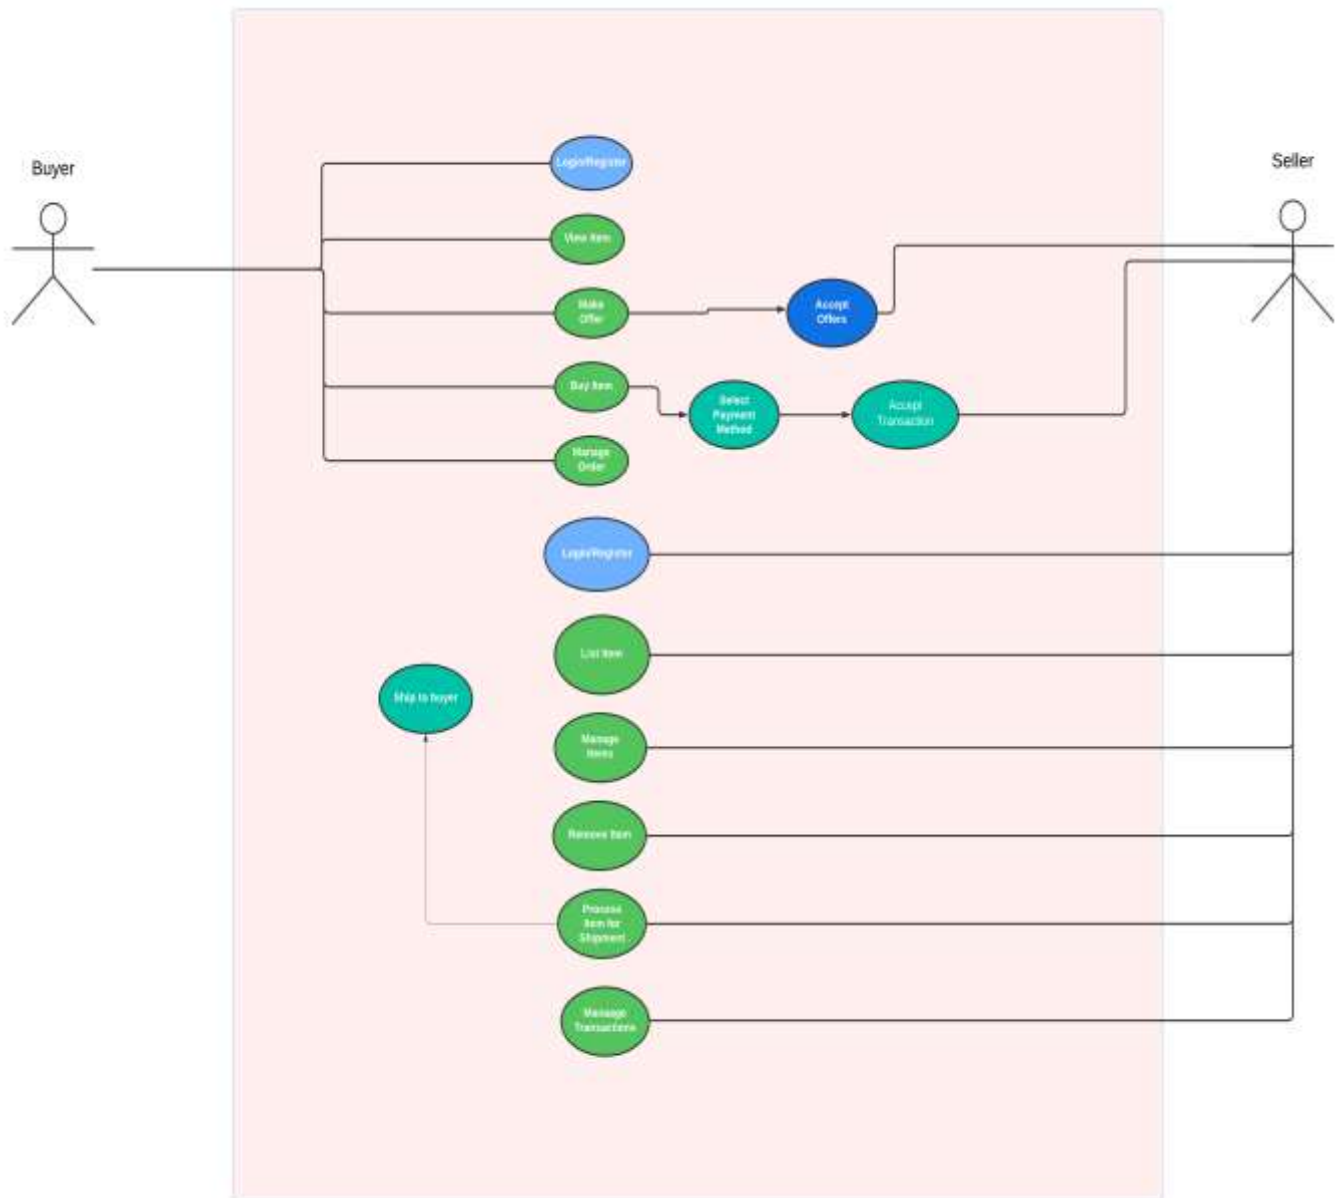 Buyer
Seller
Login/Register
View Item
Make
Offer
Accept
Offers
Buy Item
Select
Payment
Method
Accept
Transaction
Manage
Order
Login/Register
List Item
Ship to buyer
Manage
Items
Remove Item
Process
Item for
Shipment
Manage
Transactions